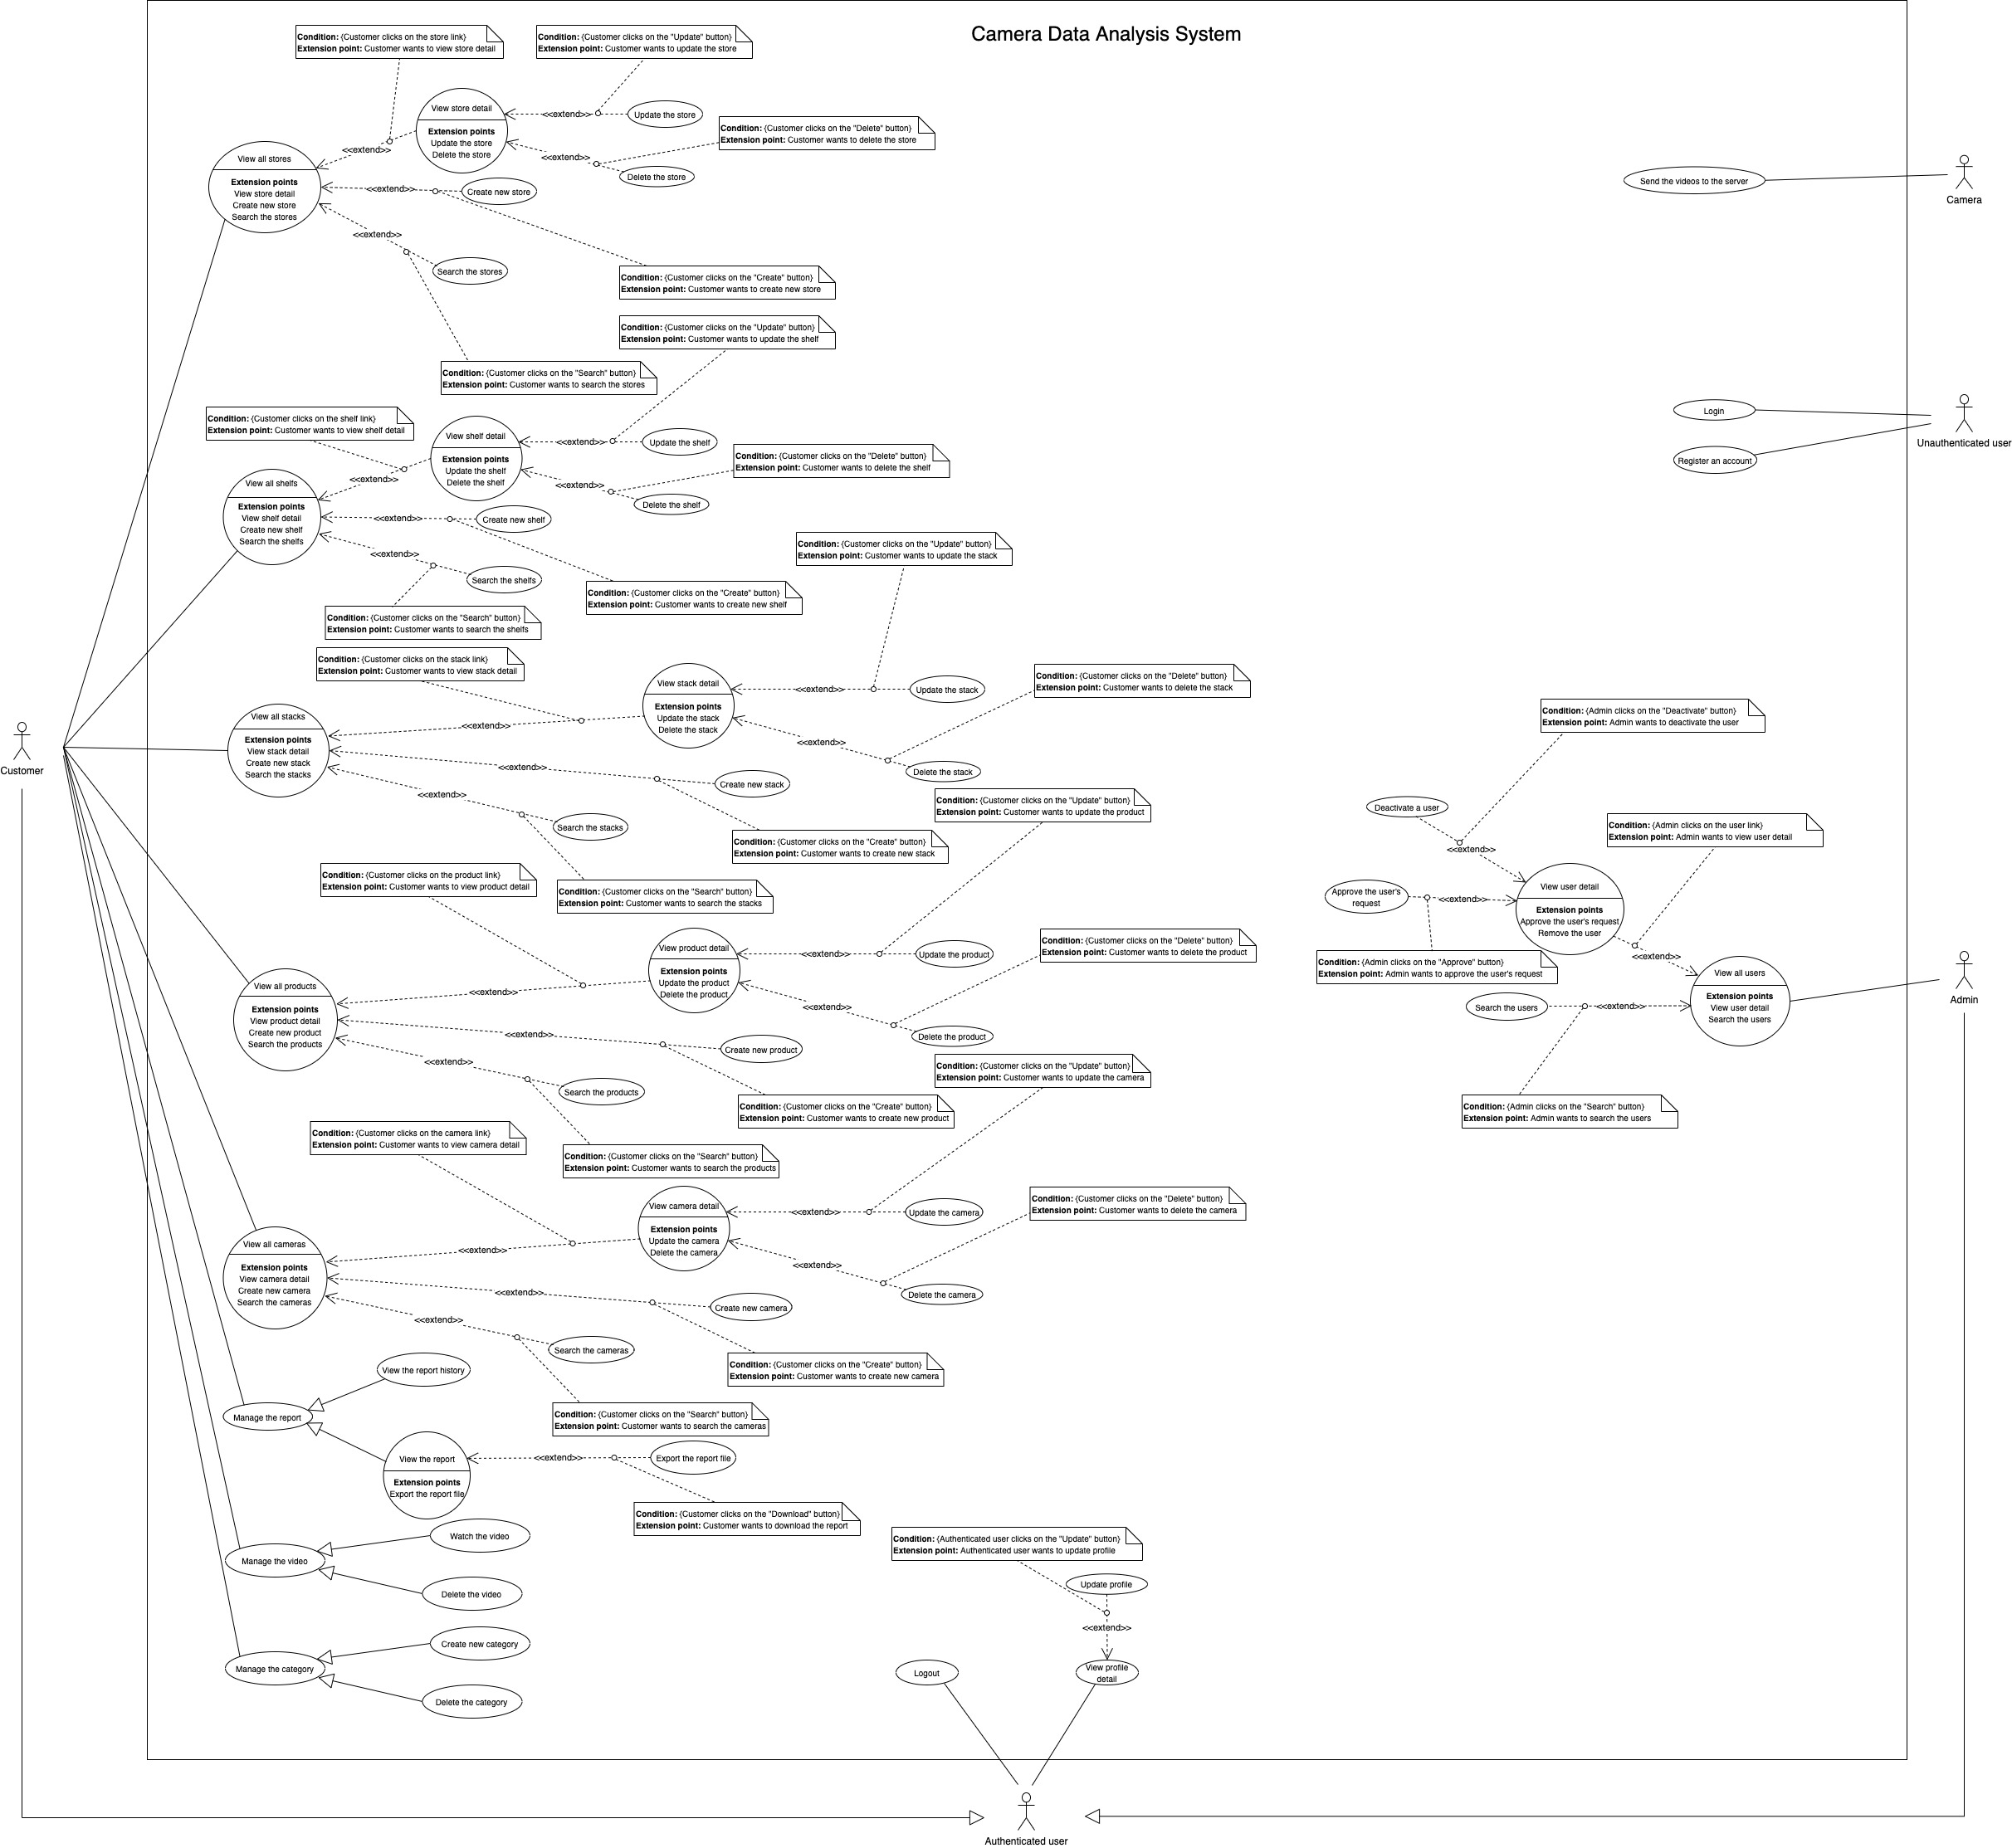 Camera Data Analysis System
Condition: {Customer clicks on the store link}
Extension point: Customer wants to view store detail
Condition: {Customer clicks on the "Update" button}
Extension point: Customer wants to update the store
View store detail
Extension points
Update the store
Delete the store
<<extend>>
Update the store
Condition: {Customer clicks on the "Delete" button}
Extension point: Customer wants to delete the store
<<extend>>
Delete the store
<<extend>>
View all stores
Extension points
View store detail
Create new store
Search the stores
<<extend>>
Create new store
<<extend>>
Search the stores
Condition: {Customer clicks on the "Create" button}
Extension point: Customer wants to create new store
Condition: {Customer clicks on the "Update" button}
Extension point: Customer wants to update the shelf
Condition: {Customer clicks on the "Search" button}
Extension point: Customer wants to search the stores
Condition: {Customer clicks on the shelf link}
Extension point: Customer wants to view shelf detail
View shelf detail
Extension points
Update the shelf
Delete the shelf
<<extend>>
Update the shelf
Condition: {Customer clicks on the "Delete" button}
Extension point: Customer wants to delete the shelf
<<extend>>
Delete the shelf
<<extend>>
View all shelfs
Extension points
View shelf detail
Create new shelf
Search the shelfs
<<extend>>
Create new shelf
<<extend>>
Search the shelfs
Condition: {Customer clicks on the "Update" button}
Extension point: Customer wants to update the stack
Condition: {Customer clicks on the "Create" button}
Extension point: Customer wants to create new shelf
Condition: {Customer clicks on the "Search" button}
Extension point: Customer wants to search the shelfs
Condition: {Customer clicks on the stack link}
Extension point: Customer wants to view stack detail
View stack detail
Extension points
Update the stack
Delete the stack
<<extend>>
Update the stack
Condition: {Customer clicks on the "Delete" button}
Extension point: Customer wants to delete the stack
<<extend>>
Delete the stack
<<extend>>
View all stacks
Extension points
View stack detail
Create new stack
Search the stacks
<<extend>>
Create new stack
<<extend>>
Search the stacks
Customer
Condition: {Customer clicks on the "Update" button}
Extension point: Customer wants to update the product
Condition: {Customer clicks on the "Create" button}
Extension point: Customer wants to create new stack
Condition: {Customer clicks on the product link}
Extension point: Customer wants to view product detail
Condition: {Customer clicks on the "Search" button}
Extension point: Customer wants to search the stacks
View product detail
Extension points
Update the product
Delete the product
<<extend>>
Update the product
Condition: {Customer clicks on the "Delete" button}
Extension point: Customer wants to delete the product
<<extend>>
Delete the product
<<extend>>
View all products
Extension points
View product detail
Create new product
Search the products
<<extend>>
Create new product
<<extend>>
Search the products
Condition: {Customer clicks on the "Update" button}
Extension point: Customer wants to update the camera
Condition: {Customer clicks on the "Create" button}
Extension point: Customer wants to create new product
Condition: {Customer clicks on the camera link}
Extension point: Customer wants to view camera detail
Condition: {Customer clicks on the "Search" button}
Extension point: Customer wants to search the products
View camera detail
Extension points
Update the camera
Delete the camera
<<extend>>
Update the camera
Condition: {Customer clicks on the "Delete" button}
Extension point: Customer wants to delete the camera
<<extend>>
Delete the camera
<<extend>>
View all cameras
Extension points
View camera detail
Create new camera
Search the cameras
<<extend>>
Create new camera
<<extend>>
Search the cameras
Condition: {Customer clicks on the "Create" button}
Extension point: Customer wants to create new camera
Condition: {Customer clicks on the "Search" button}
Extension point: Customer wants to search the cameras
View the report history
Manage the report
View the report
Extension points
Export the report file
<<extend>>
Export the report file
Condition: {Customer clicks on the "Download" button}
Extension point: Customer wants to download the report
Watch the video
Manage the video
Delete the video
Create new category
Manage the category
Delete the category
Condition: {Authenticated user clicks on the "Update" button}
Extension point: Authenticated user wants to update profile
Update profile
<<extend>>
Logout
View profile
detail
Authenticated user
Send the videos to the server
Camera
Login
Register an account
Unauthenticated user
Condition: {Admin clicks on the "Deactivate" button}
Extension point: Admin wants to deactivate the user
Deactivate a user
<<extend>>
Condition: {Admin clicks on the user link}
Extension point: Admin wants to view user detail
Approve the user's
request
<<extend>>
View user detail
Extension points
Approve the user's request
Remove the user
Condition: {Admin clicks on the "Approve" button}
Extension point: Admin wants to approve the user's request
<<extend>>
Search the users
<<extend>>
View all users
Extension points
View user detail
Search the users
Admin
Condition: {Admin clicks on the "Search" button}
Extension point: Admin wants to search the users